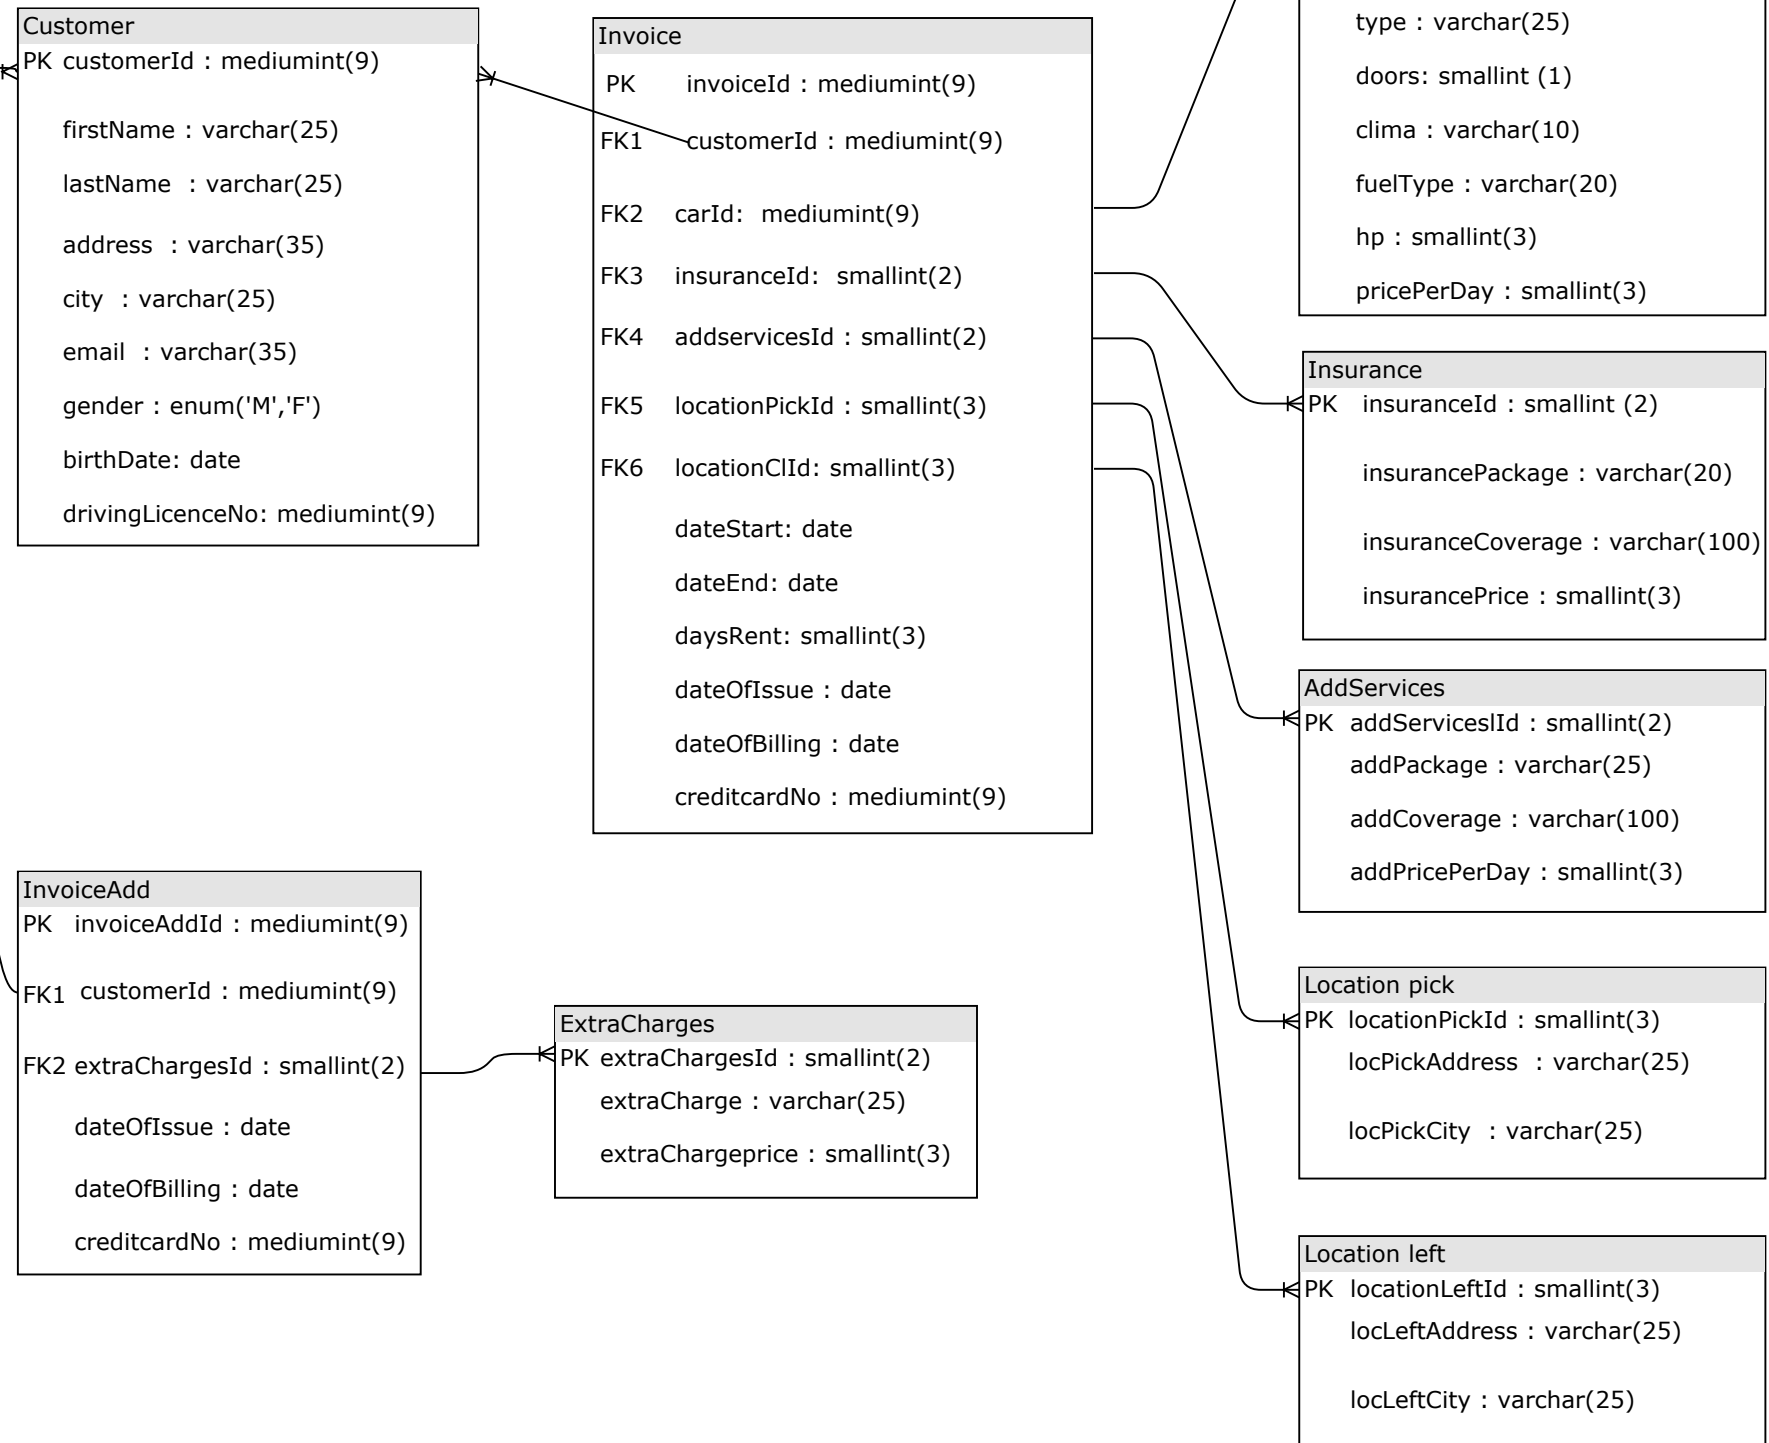 Customer
PK customerId : mediumint(9)
firstName : varchar(25)
lastName : varchar(25)
address : varchar(35)
city : varchar(25)
email : varchar(35)
gender : enum('M','F')
birthDate: date
drivingLicenceNo: mediumint(9)
Invoice
PK invoiceId : mediumint(9)
FK1 customerId : mediumint(9)
FK2 carId: mediumint(9)
FK3 insuranceId: smallint(2)
FK4 addservicesId : smallint(2)
FK5 locationPickId : smallint(3)
FK6 locationClId: smallint(3)
dateStart: date
dateEnd: date
daysRent: smallint(3)
dateOfIssue : date
dateOfBilling : date
creditcardNo : mediumint(9)
type : varchar(25)
doors: smallint (1)
clima : varchar(10)
fuelType : varchar(20)
hp : smallint(3)
pricePerDay : smallint(3)
Insurance
PK insuranceId : smallint (2)
insurancePackage : varchar(20)
insuranceCoverage : varchar(100)
insurancePrice : smallint(3)
AddServices
PK addServiceslId : smallint(2)
addPackage : varchar(25)
addCoverage : varchar(100)
addPricePerDay : smallint(3)
InvoiceAdd
PK invoiceAddId : mediumint(9)
FK1 customerId : mediumint(9)
FK2 extraChargesId : smallint(2)
dateOfIssue : date
dateOfBilling : date
creditcardNo : mediumint(9)
ExtraCharges
PK extraChargesId : smallint(2)
extraCharge : varchar(25)
extraChargeprice : smallint(3)
Location pick
PK locationPickId : smallint(3)
locPickAddress : varchar(25)
locPickCity : varchar(25)
Location left
PK locationLeftId : smallint(3)
locLeftAddress : varchar(25)
locLeftCity : varchar(25)